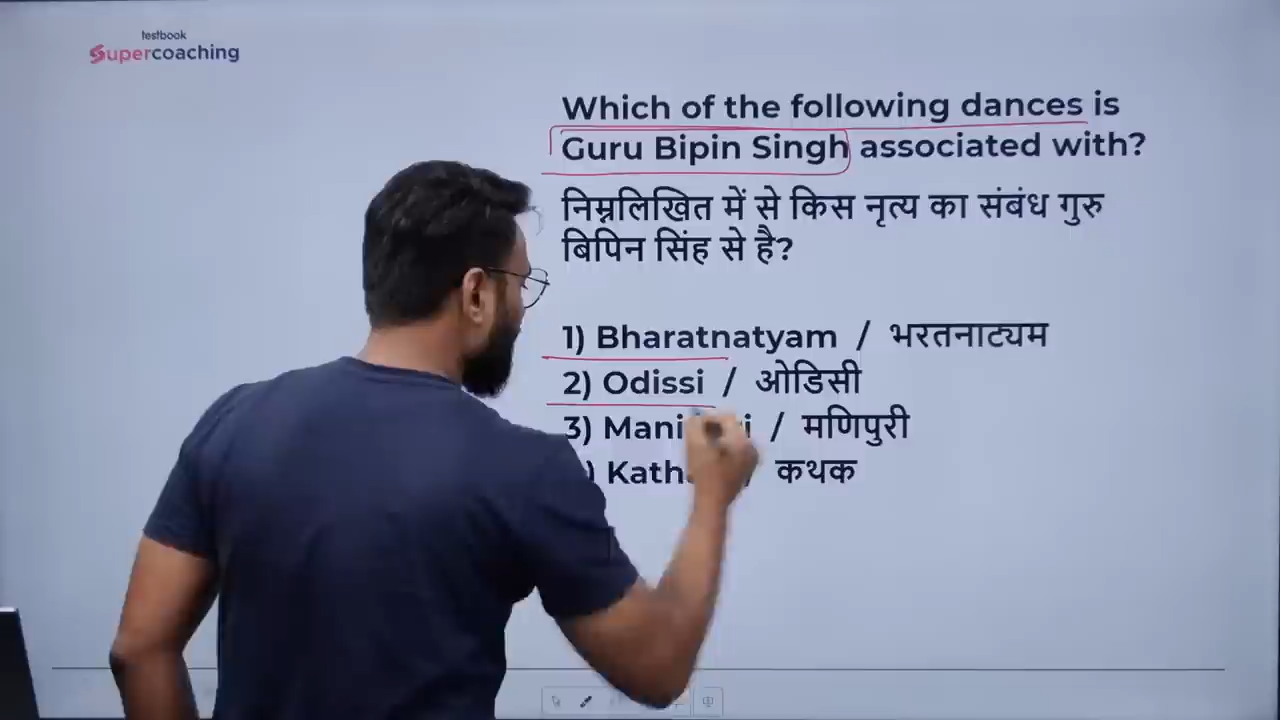 testbook
Supercoaching
Which of the following dances is
Guru Bipin Singh associated with?
निम्नलिखित में से किस नृत्य का संबंध गुरु
बिपिन सिंह से है?
1) Bharatnatyam / भरतनाट्यम
2) Odissi / ओडिसी
3) / मणिपुरी
) / कथक